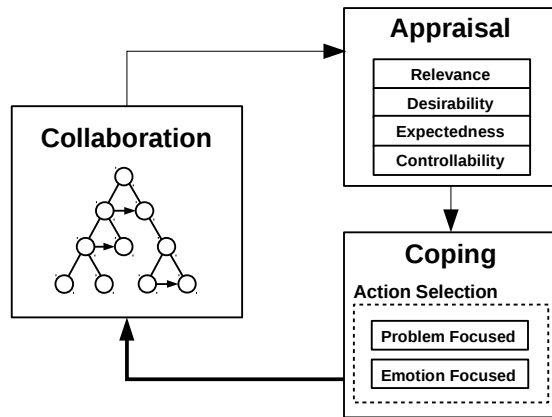 Appraisal
Relevance
Desirability
Expectedness
Controllability
Collaboration
Coping
Action Selection
Problem Focused
Emotion Focused